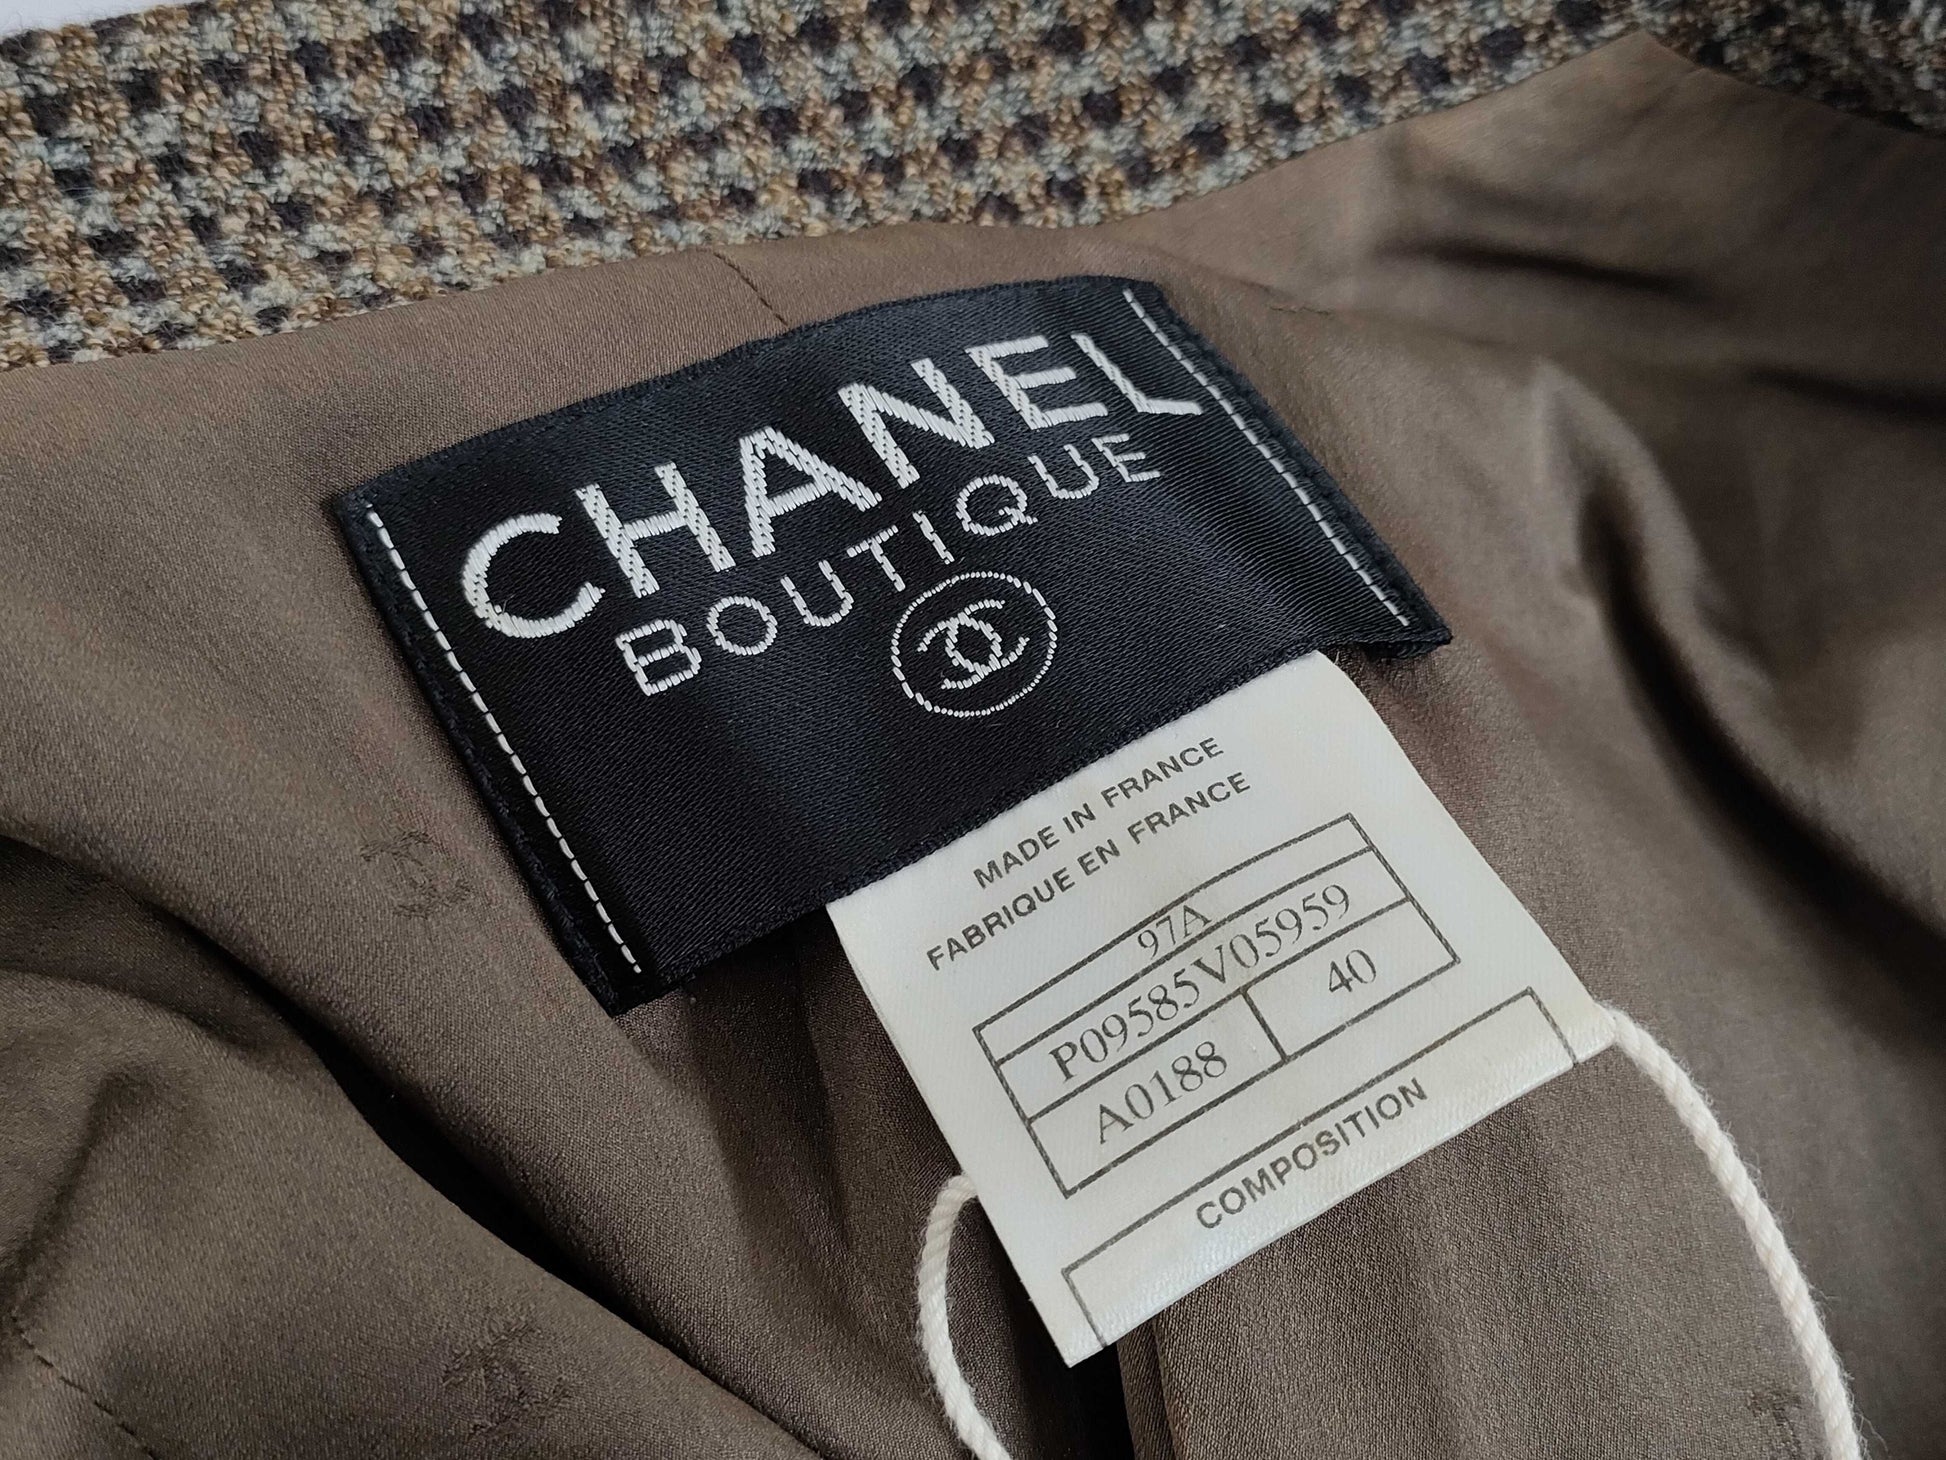 CHANEL
BOUTIQUE
MADE IN FRANCE
FABRIQUE EN FRANCE
97A
P09585V05959
A0188 40
COMPOSITION